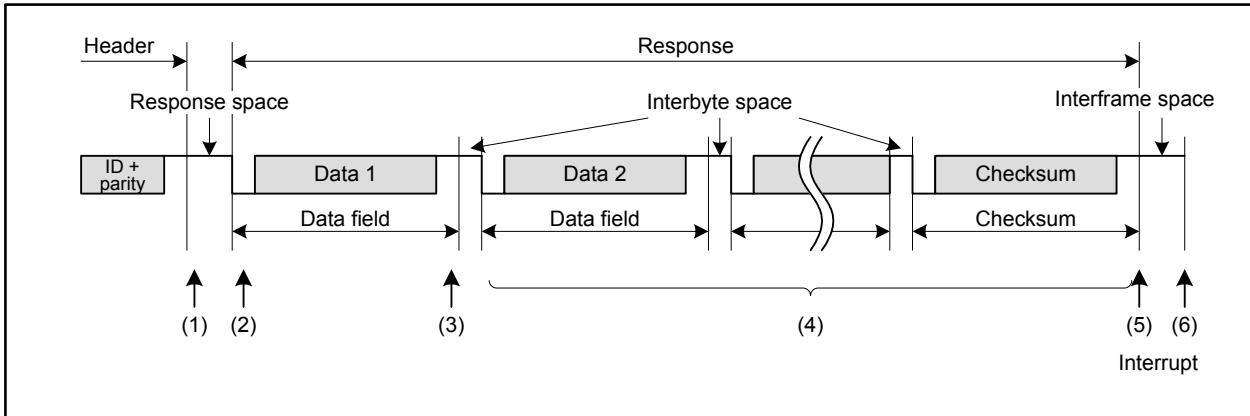 Header
Response
Response space
Interbyte space
Interframe space
ID +
parity
Data 1
Data 2
Checksum
Data field
Data field
Checksum
(1)
(2)
(3)
(4)
(5)
(6)
Interrupt